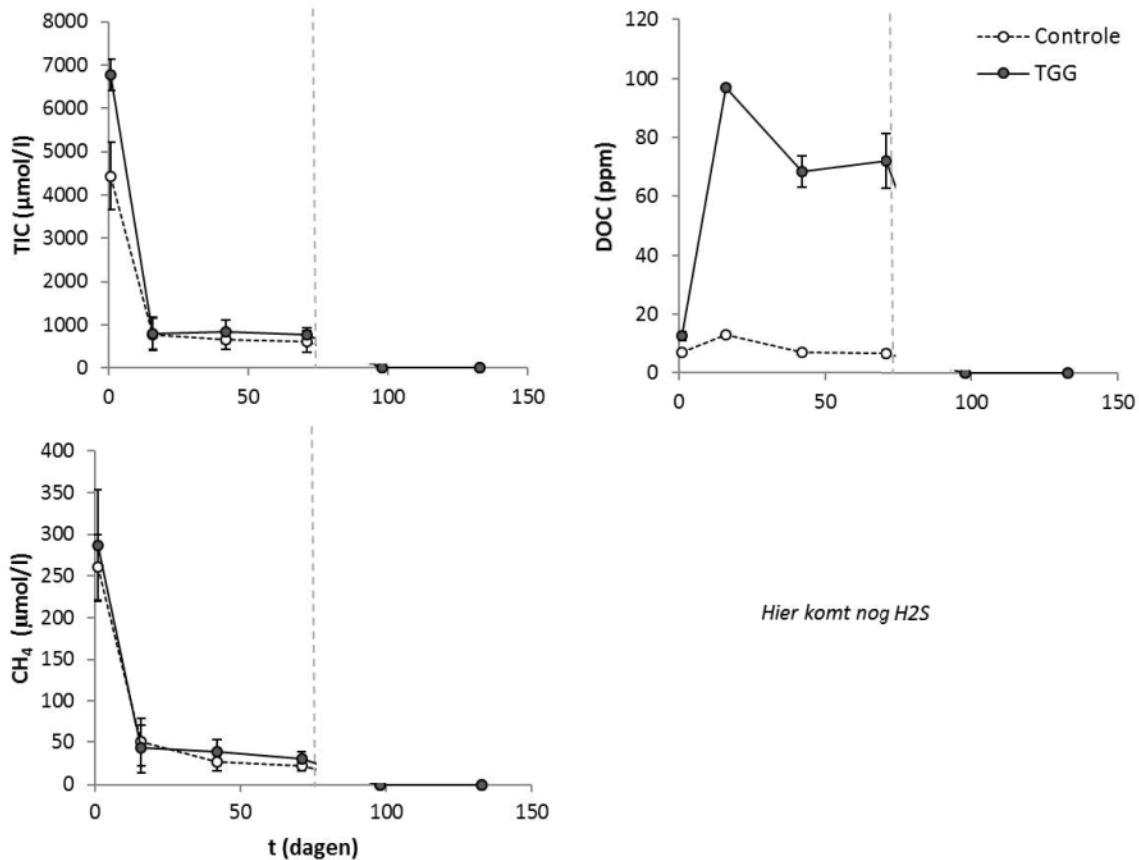 8000
7000
6000
5000
4000
3000
2000
1000
0
TIC (µmol/l)
0 50 100 150
120
100
80
60
40
20
0
DOC (ppm)
0 50 100 150
Controle
TGG
400
350
300
250
200
150
100
50
0
CH₄ (µmol/l)
0 50 100 150
t (dagen)
Hier komt nog H2S